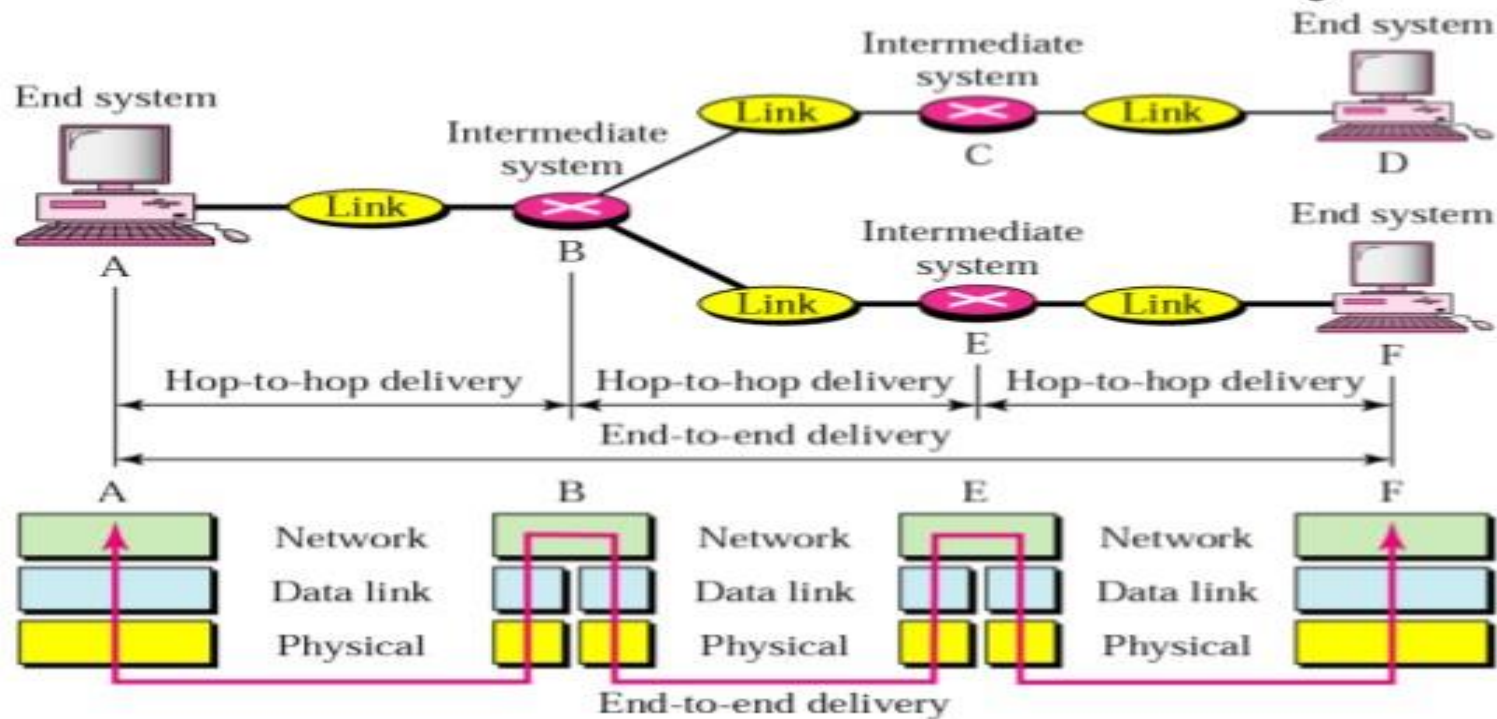 End system
Intermediate
system
End system
Link
Link
Intermediate
system
C
D
Link
A
B
Intermediate
system
End system
Link
Link
E
F
Hop-to-hop delivery
Hop-to-hop delivery
Hop-to-hop delivery
End-to-end delivery
A
B
E
F
Network
Network
Network
Data link
Data link
Data link
Physical
Physical
Physical
End-to-end delivery